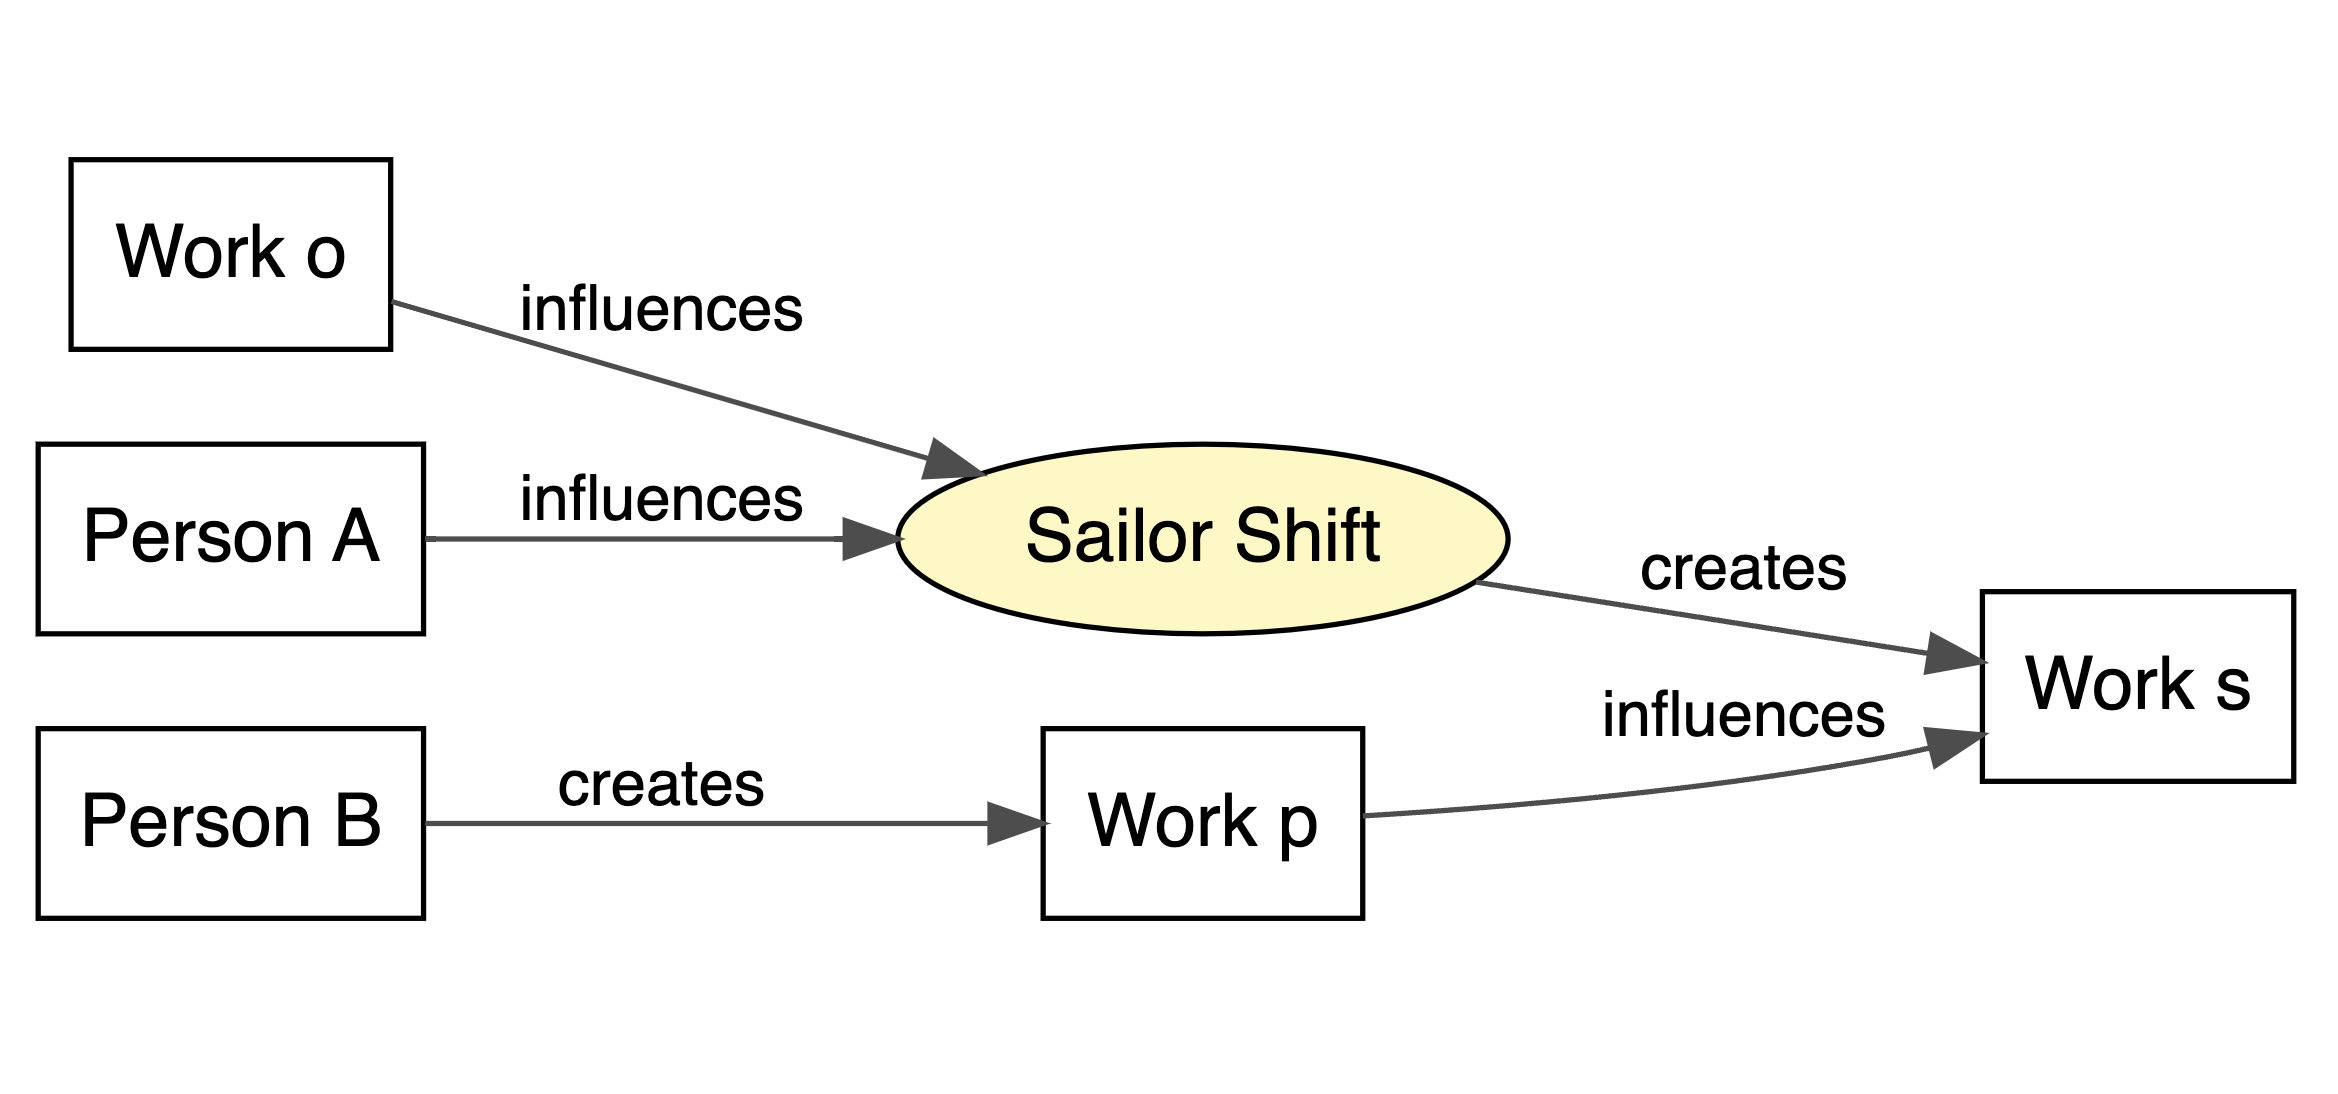 Work o
influences
Person A
influences
Sailor Shift
creates
Work s
influences
Person B
creates
Work p